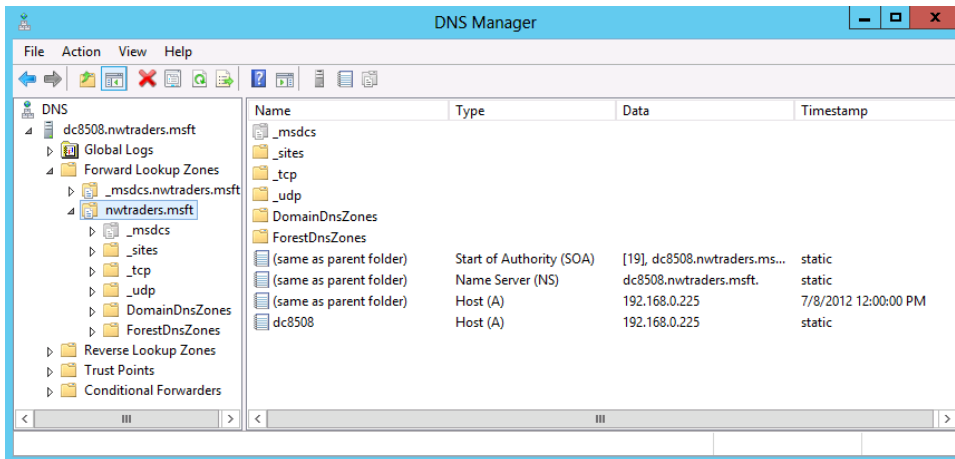 DNS Manager
File Action View Help
DNS
dc8508.nwtraders.msft
Global Logs
Forward Lookup Zones
_msdcs.nwtraders.msft
nwtraders.msft
_msdcs
_sites
_tcp
_udp
DomainDnsZones
ForestDnsZones
Reverse Lookup Zones
Trust Points
Conditional Forwarders
Name Type Data Timestamp
_msdcs
_sites
_tcp
_udp
DomainDnsZones
ForestDnsZones
(same as parent folder) Start of Authority (SOA) [19], dc8508.nwtraders.ms... static
(same as parent folder) Name Server (NS) dc8508.nwtraders.msft. static
(same as parent folder) Host (A) 192.168.0.225 7/8/2012 12:00:00 PM
dc8508 Host (A) 192.168.0.225 static